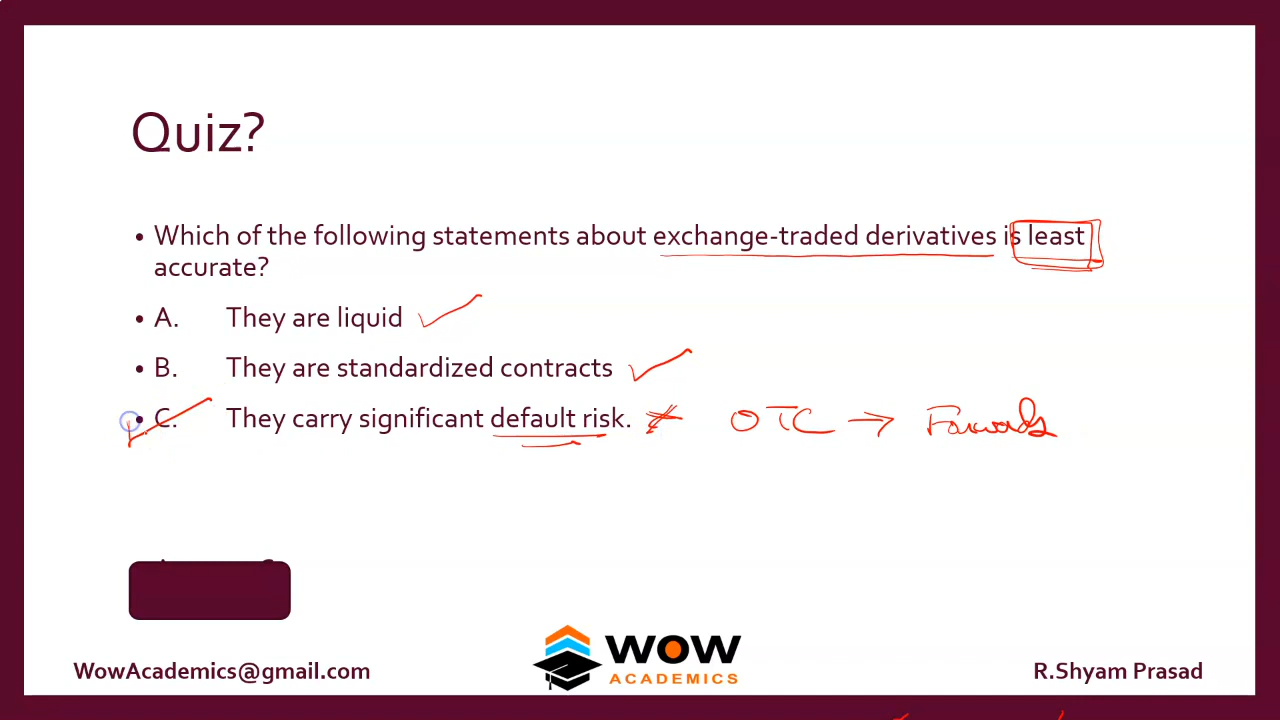 Quiz?
• Which of the following statements about exchange-traded derivatives is least
accurate?
• A. They are liquid
• B. They are standardized contracts
• C. They carry significant default risk. OTC → Forwards
WOW
ACADEMICS
WowAcademics@gmail.com
R.Shyam Prasad